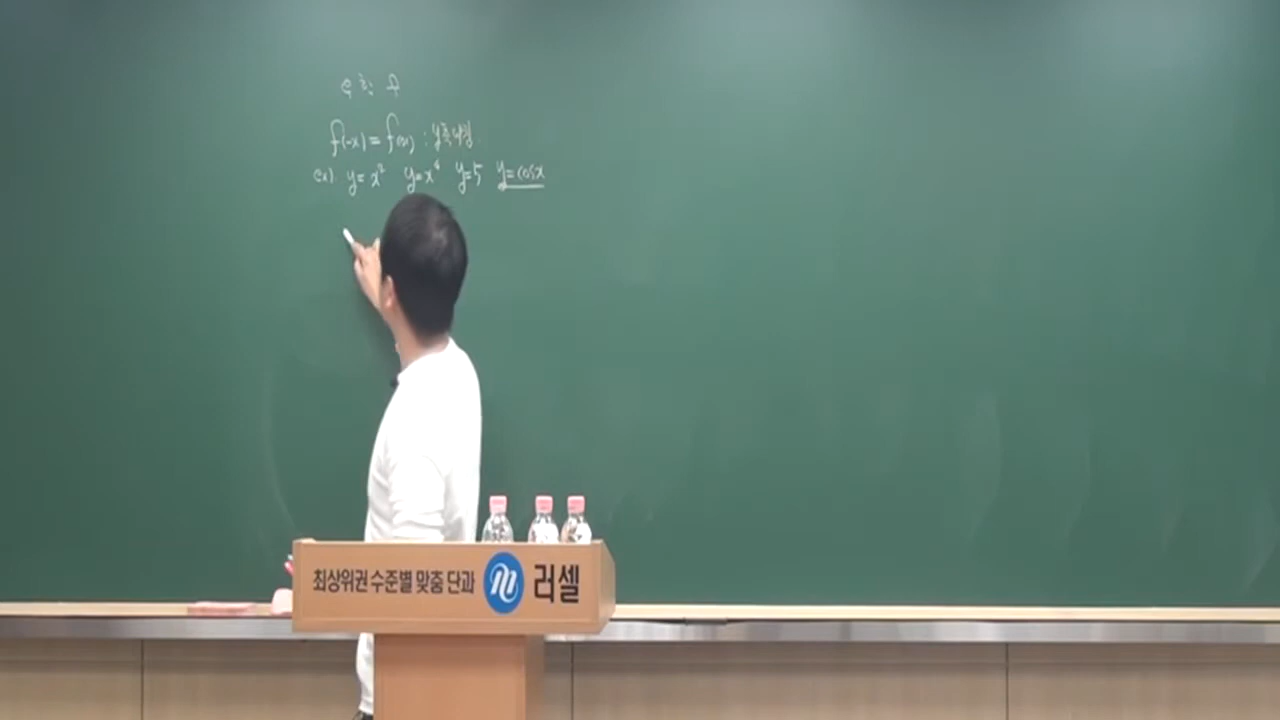 우함수
f(-x) = f(x) : y축대칭
ex). y=x² y=x⁴ y=5 y=cosx
최상위권 수준별 맞춤 단과 러셀